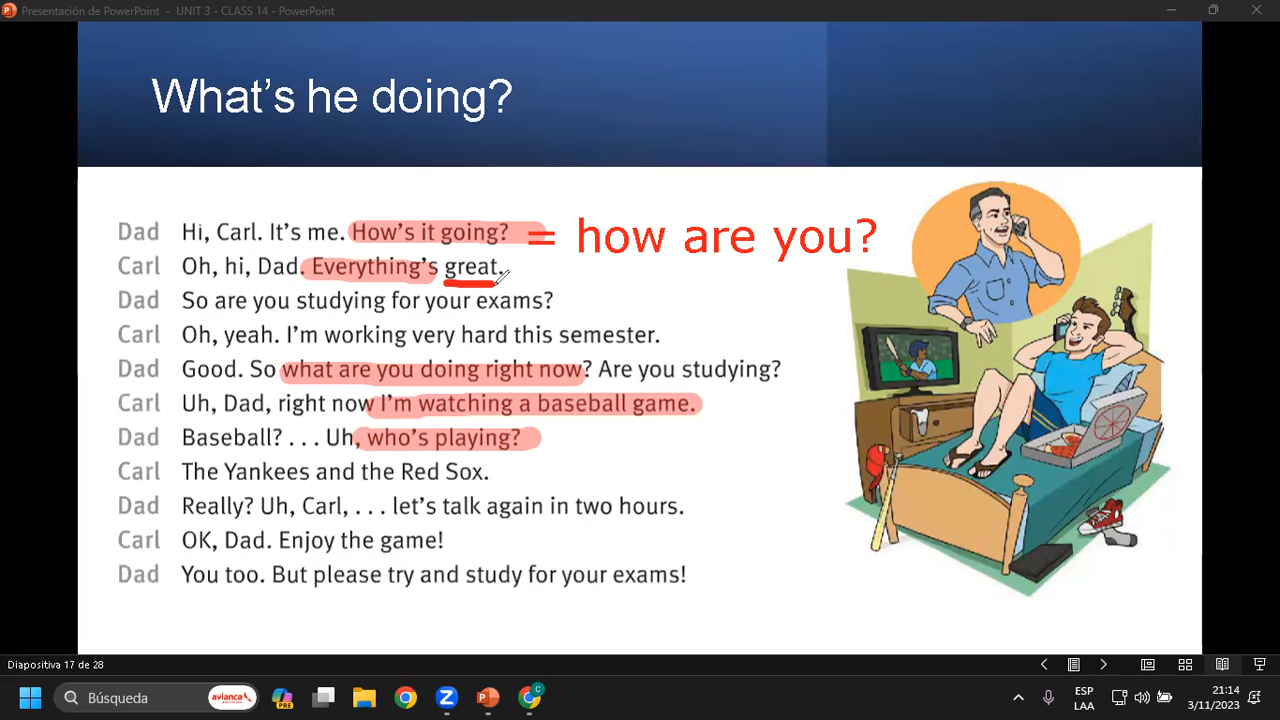 Presentación de PowerPoint - UNIT 3 - CLASS 14 - PowerPoint
What's he doing?
Dad Hi, Carl. It's me. How's it going? = how are you?
Carl Oh, hi, Dad. Everything's great.
Dad So are you studying for your exams?
Carl Oh, yeah. I'm working very hard this semester.
Dad Good. So what are you doing right now? Are you studying?
Carl Uh, Dad, right now I'm watching a baseball game.
Dad Baseball? . . . Uh, who's playing?
Carl The Yankees and the Red Sox.
Dad Really? Uh, Carl, . . . let's talk again in two hours.
Carl OK, Dad. Enjoy the game!
Dad You too. But please try and study for your exams!
Diapositiva 17 de 28
Búsqueda
avianca
PRE
C
ESP
LAA
21:14
3/11/2023